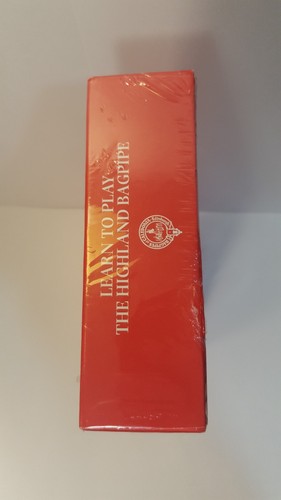 LEARN TO PLAY
THE HIGHLAND BAGPIPE